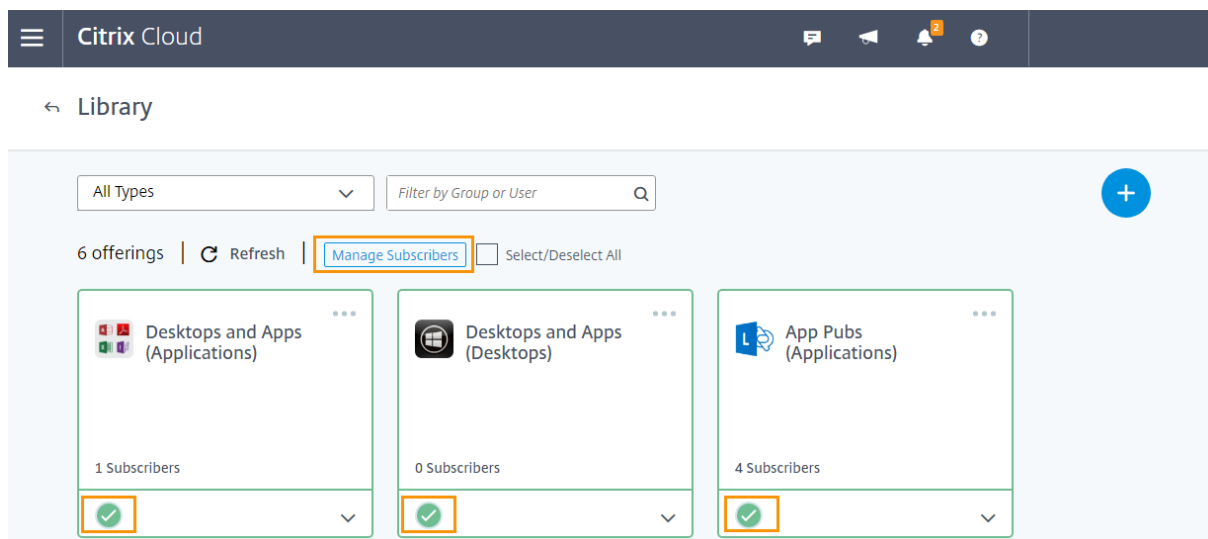 Citrix Cloud
2
?
Library
All Types
Filter by Group or User
6 offerings | Refresh | Manage Subscribers Select/Deselect All
Desktops and Apps
(Applications)
Desktops and Apps
(Desktops)
L
App Pubs
(Applications)
1 Subscribers
0 Subscribers
4 Subscribers